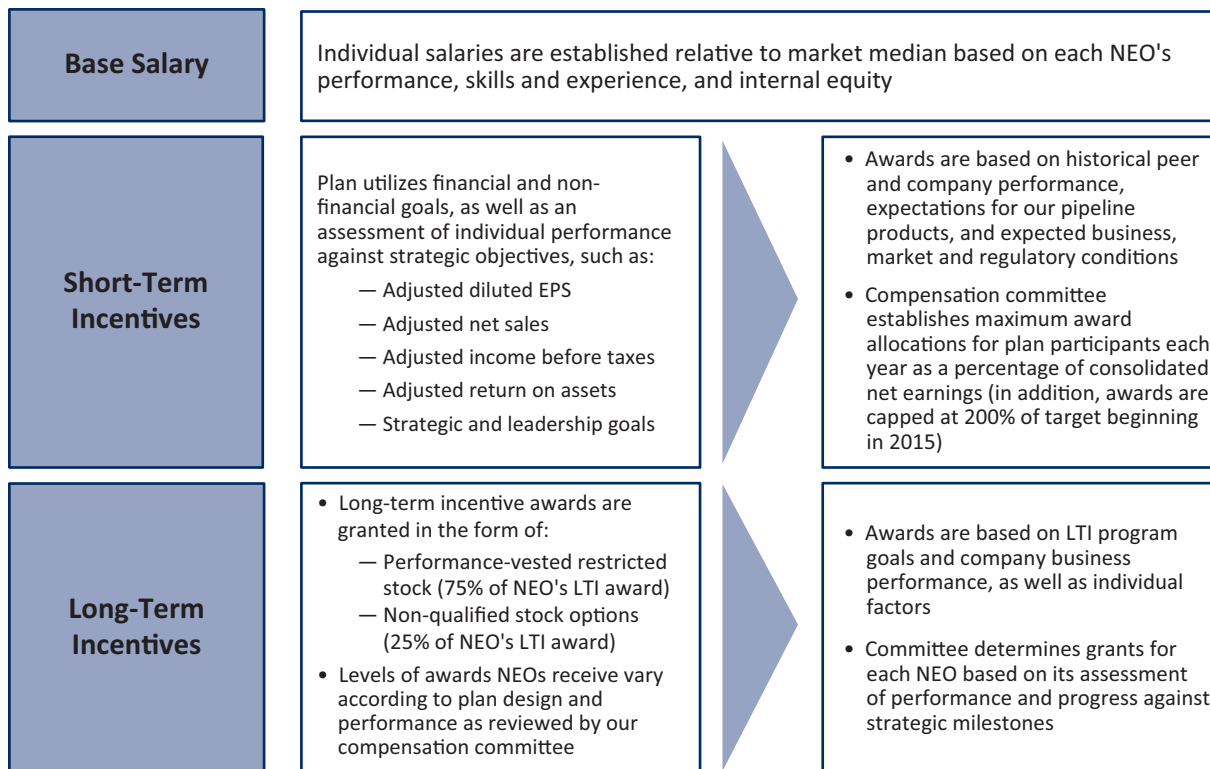 Base Salary
Individual salaries are established relative to market median based on each NEO's
performance, skills and experience, and internal equity
Short-Term
Incentives
Plan utilizes financial and non-
financial goals, as well as an
assessment of individual performance
against strategic objectives, such as:
— Adjusted diluted EPS
— Adjusted net sales
— Adjusted income before taxes
— Adjusted return on assets
— Strategic and leadership goals
• Awards are based on historical peer
and company performance,
expectations for our pipeline
products, and expected business,
market and regulatory conditions
• Compensation committee
establishes maximum award
allocations for plan participants each
year as a percentage of consolidated
net earnings (in addition, awards are
capped at 200% of target beginning
in 2015)
Long-Term
Incentives
• Long-term incentive awards are
granted in the form of:
— Performance-vested restricted
stock (75% of NEO's LTI award)
— Non-qualified stock options
(25% of NEO's LTI award)
• Levels of awards NEOs receive vary
according to plan design and
performance as reviewed by our
compensation committee
• Awards are based on LTI program
goals and company business
performance, as well as individual
factors
• Committee determines grants for
each NEO based on its assessment
of performance and progress against
strategic milestones